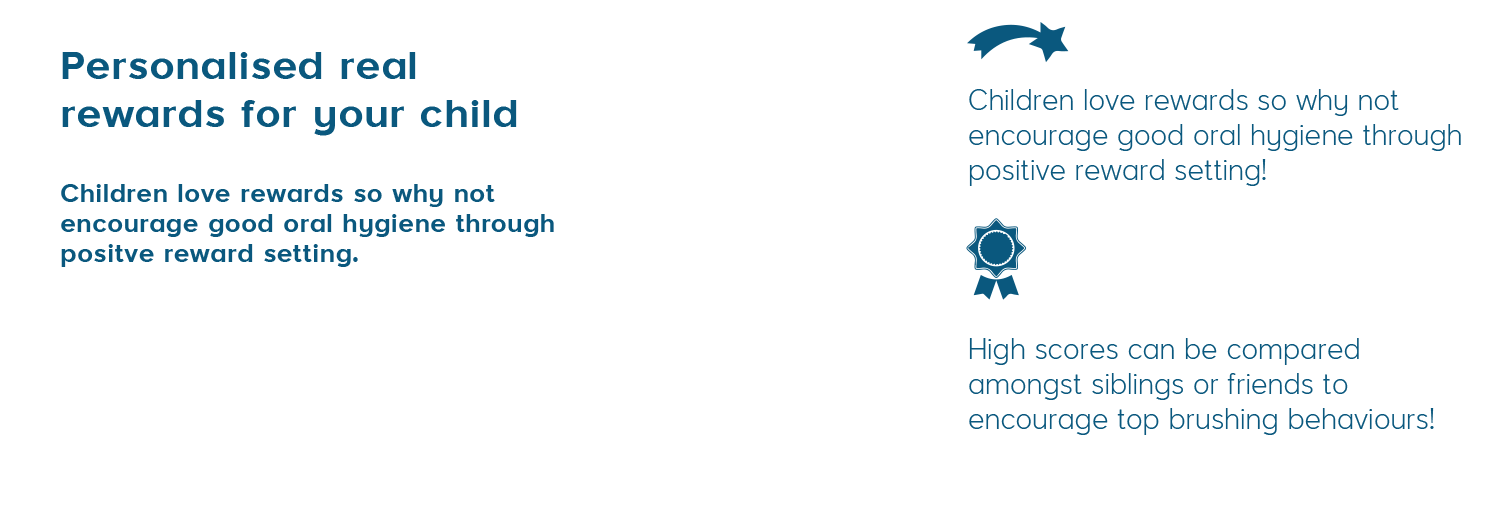 Personalised real
rewards for your child
Children love rewards so why not
encourage good oral hygiene through
positve reward setting.
Children love rewards so why not
encourage good oral hygiene through
positive reward setting!
High scores can be compared
amongst siblings or friends to
encourage top brushing behaviours!